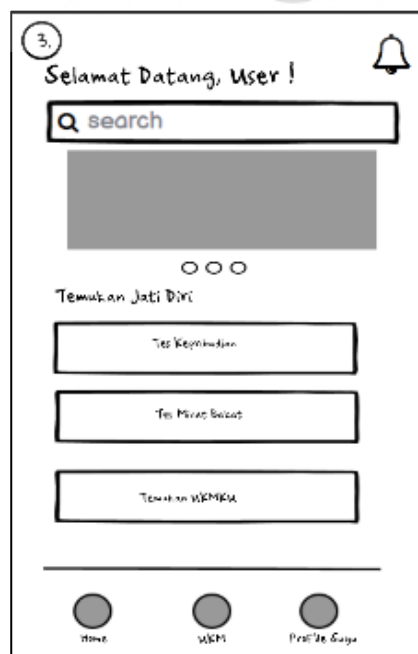 3.
Selamat Datang, User !
search
Temukan Jati Diri
Tes Kepribadian
Tes Minat Bakat
Temukan UKMKU
Home
UKM
Profile Saya